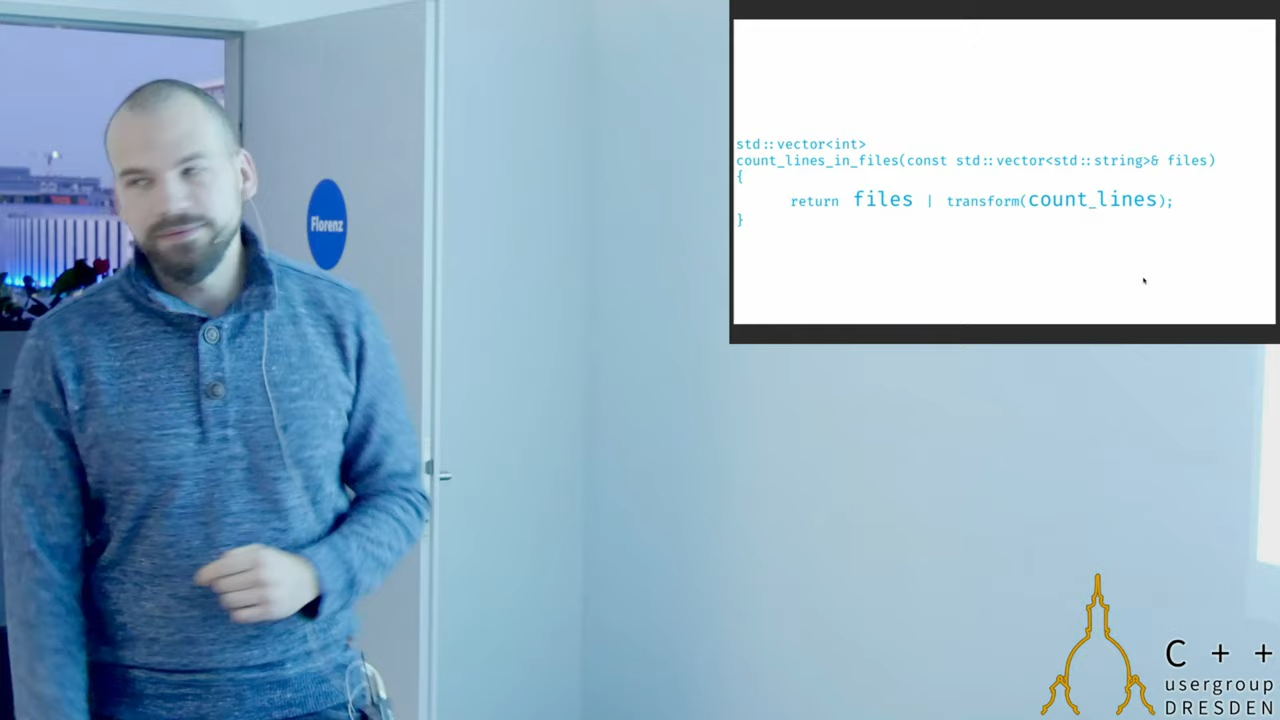 std::vector<int>
count_lines_in_files(const std::vector<std::string>& files)
{
return files | transform(count_lines);
}
Florenz
C + +
usergroup
DRESDEN